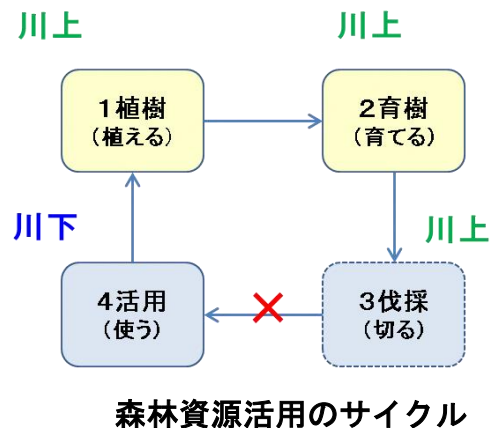 川上
川上
1植樹
(植える)
2育樹
(育てる)
川下
川上
4活用
(使う)
3伐採
(切る)
森林資源活用のサイクル